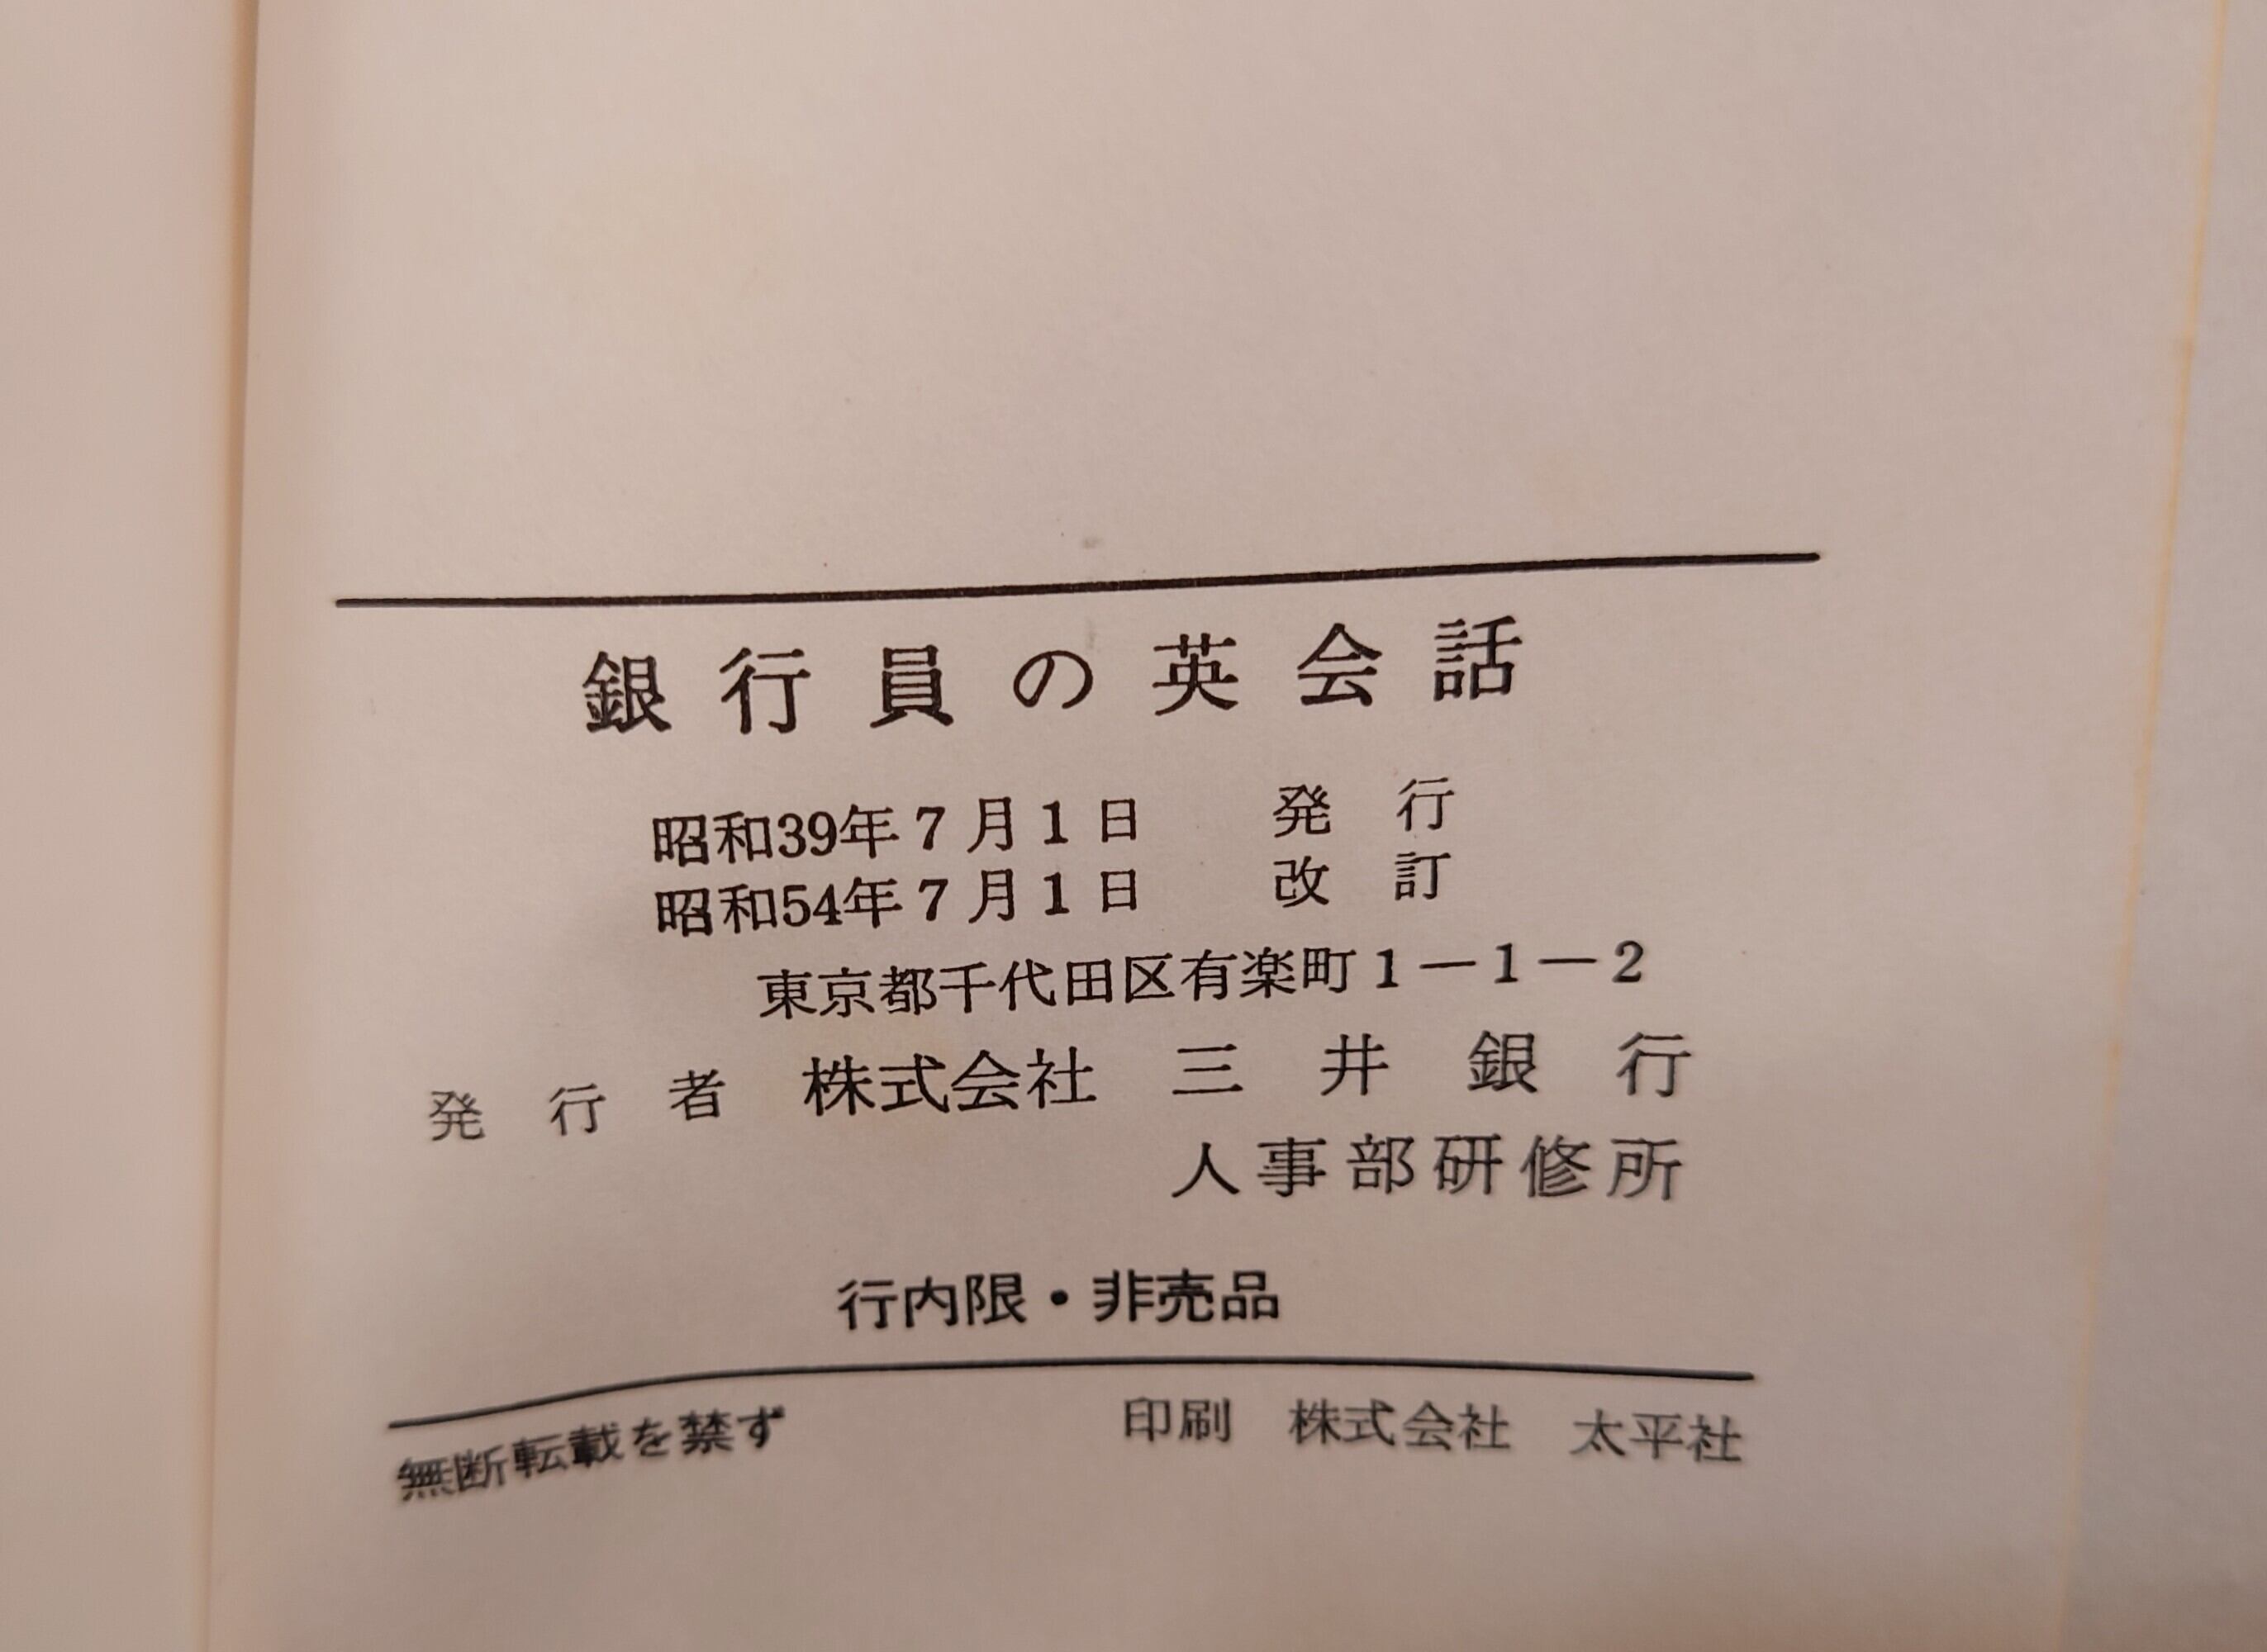 銀行員の英会話
昭和39年7月1日 発行
昭和54年7月1日 改訂
東京都千代田区有楽町1－1－2
発行者 株式会社 三井銀行
人事部研修所
行内限・非売品
無断転載を禁ず 印刷 株式会社 太平社